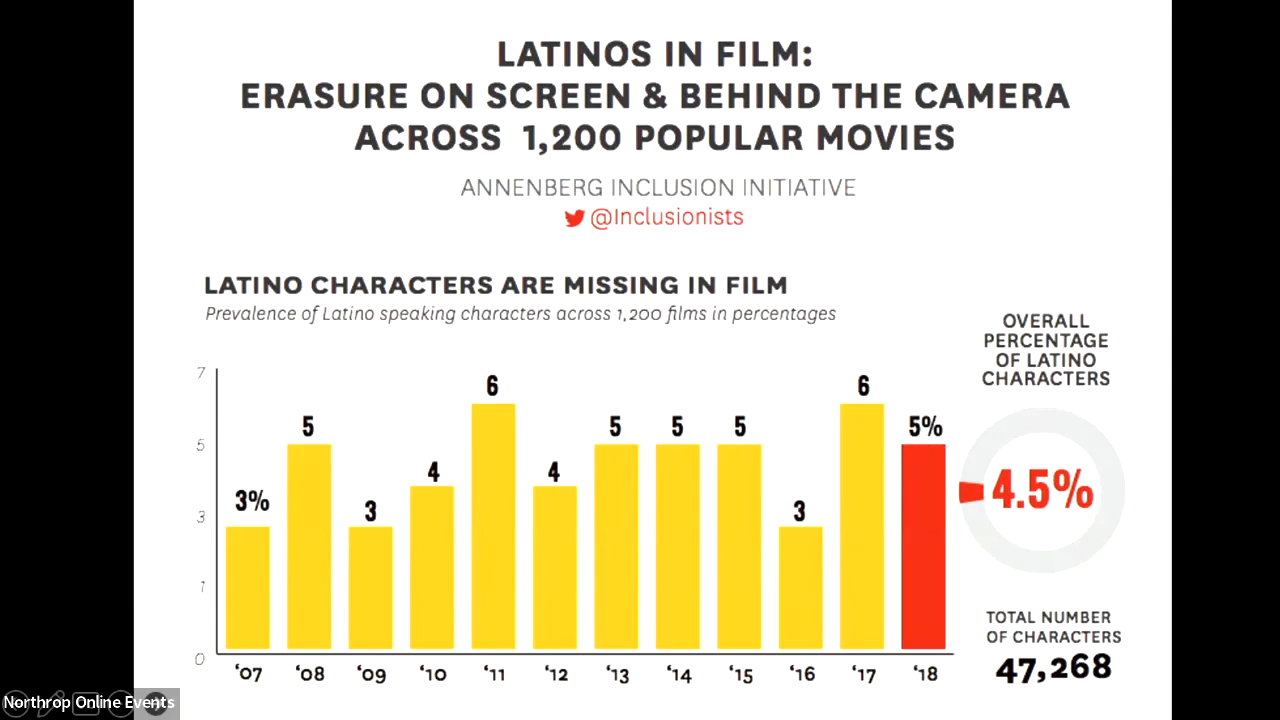 LATINOS IN FILM:
ERASURE ON SCREEN & BEHIND THE CAMERA
ACROSS 1,200 POPULAR MOVIES
ANNENBERG INCLUSION INITIATIVE
@Inclusionists
LATINO CHARACTERS ARE MISSING IN FILM
Prevalence of Latino speaking characters across 1,200 films in percentages
7
5
3
1
0
3%
5
3
4
6
4
5
5
5
3
6
5%
‘07
‘08
‘09
‘10
‘11
‘12
‘13
‘14
‘15
‘16
‘17
‘18
OVERALL
PERCENTAGE
OF LATINO
CHARACTERS
4.5%
TOTAL NUMBER
OF CHARACTERS
47,268
Northrop Online Events